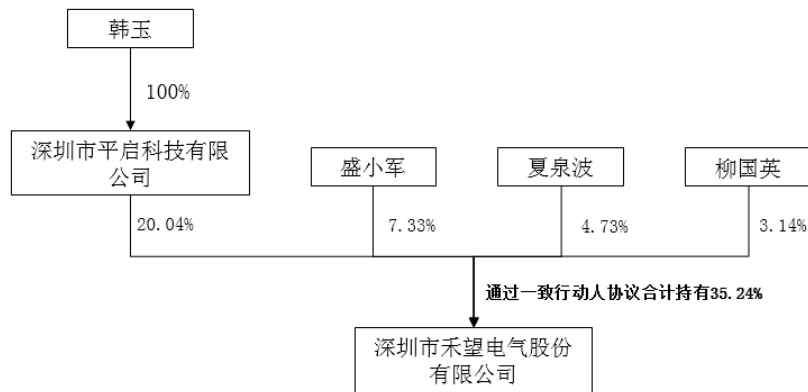 韩玉
100%
深圳市平启科技有限
公司
盛小军
夏泉波
柳国英
20.04%
7.33%
4.73%
3.14%
通过一致行动人协议合计持有35.24%
深圳市禾望电气股份
有限公司